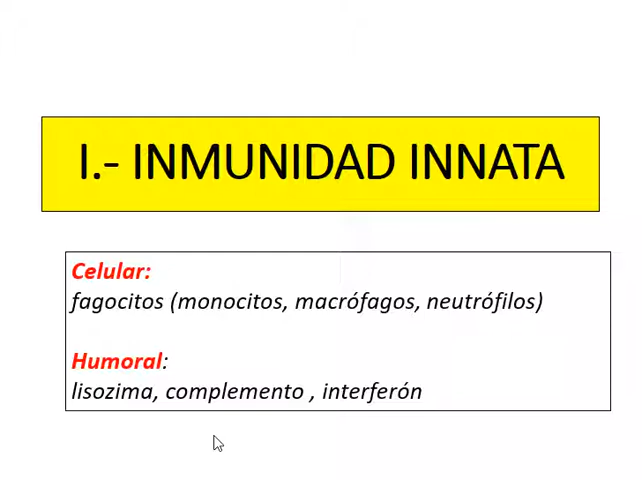 I.- INMUNIDAD INNATA
Celular:
fagocitos (monocitos, macrófagos, neutrófilos)
Humoral:
lisozima, complemento , interferón